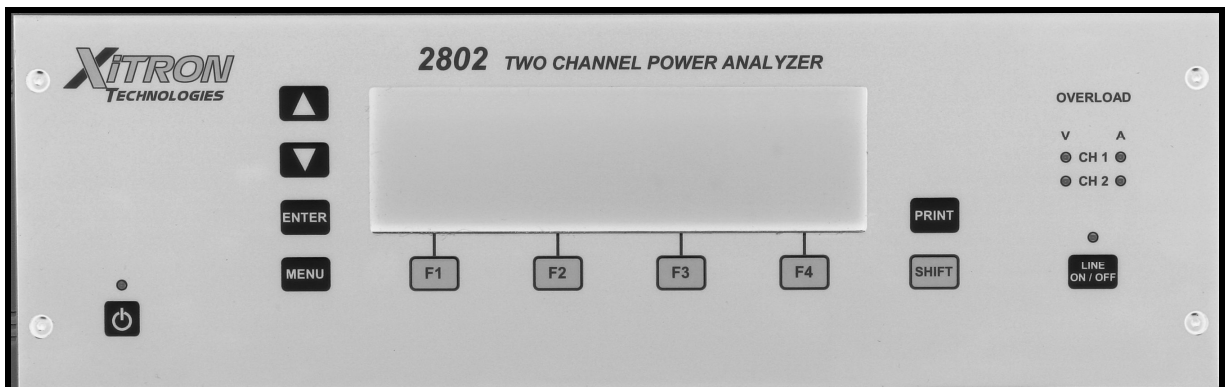 XiTRON
TECHNOLOGIES
2802 TWO CHANNEL POWER ANALYZER
OVERLOAD
V A
CH 1
CH 2
ENTER
MENU
F1
F2
F3
F4
PRINT
SHIFT
LINE
ON / OFF